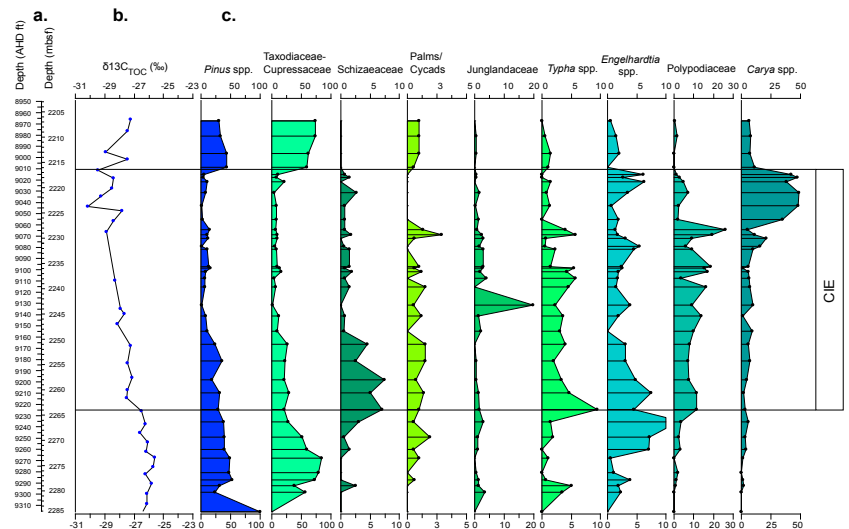 a. b. c.
Depth (AHD ft)
Depth (mbsf)
δ13C TOC (‰)
Pinus spp.
Taxodiaceae-
Cupressaceae
Schizaeaceae
Palms/
Cycads
Junglandaceae
Typha spp.
Engelhardtia
spp.
Polypodiaceae
Carya spp.
-31 -29 -27 -25 -23 0 50 100 0 50 100 0 5 10 0 3 5 0 10 20 0 5 10 0 5 10 0 10 20 30 0 25 50
8950
8960
8970
8980
8990
9000
9010
9020
9030
9040
9050
9060
9070
9080
9090
9100
9110
9120
9130
9140
9150
9160
9170
9180
9190
9200
9210
9220
9230
9240
9250
9260
9270
9280
9290
9300
9310
2205
2210
2215
2220
2225
2230
2235
2240
2245
2250
2255
2260
2265
2270
2275
2280
2285
CIE
-31 -29 -27 -25 -23 0 50 100 0 50 100 0 5 10 0 3 5 0 10 20 0 5 10 0 5 10 0 10 20 30 0 25 50